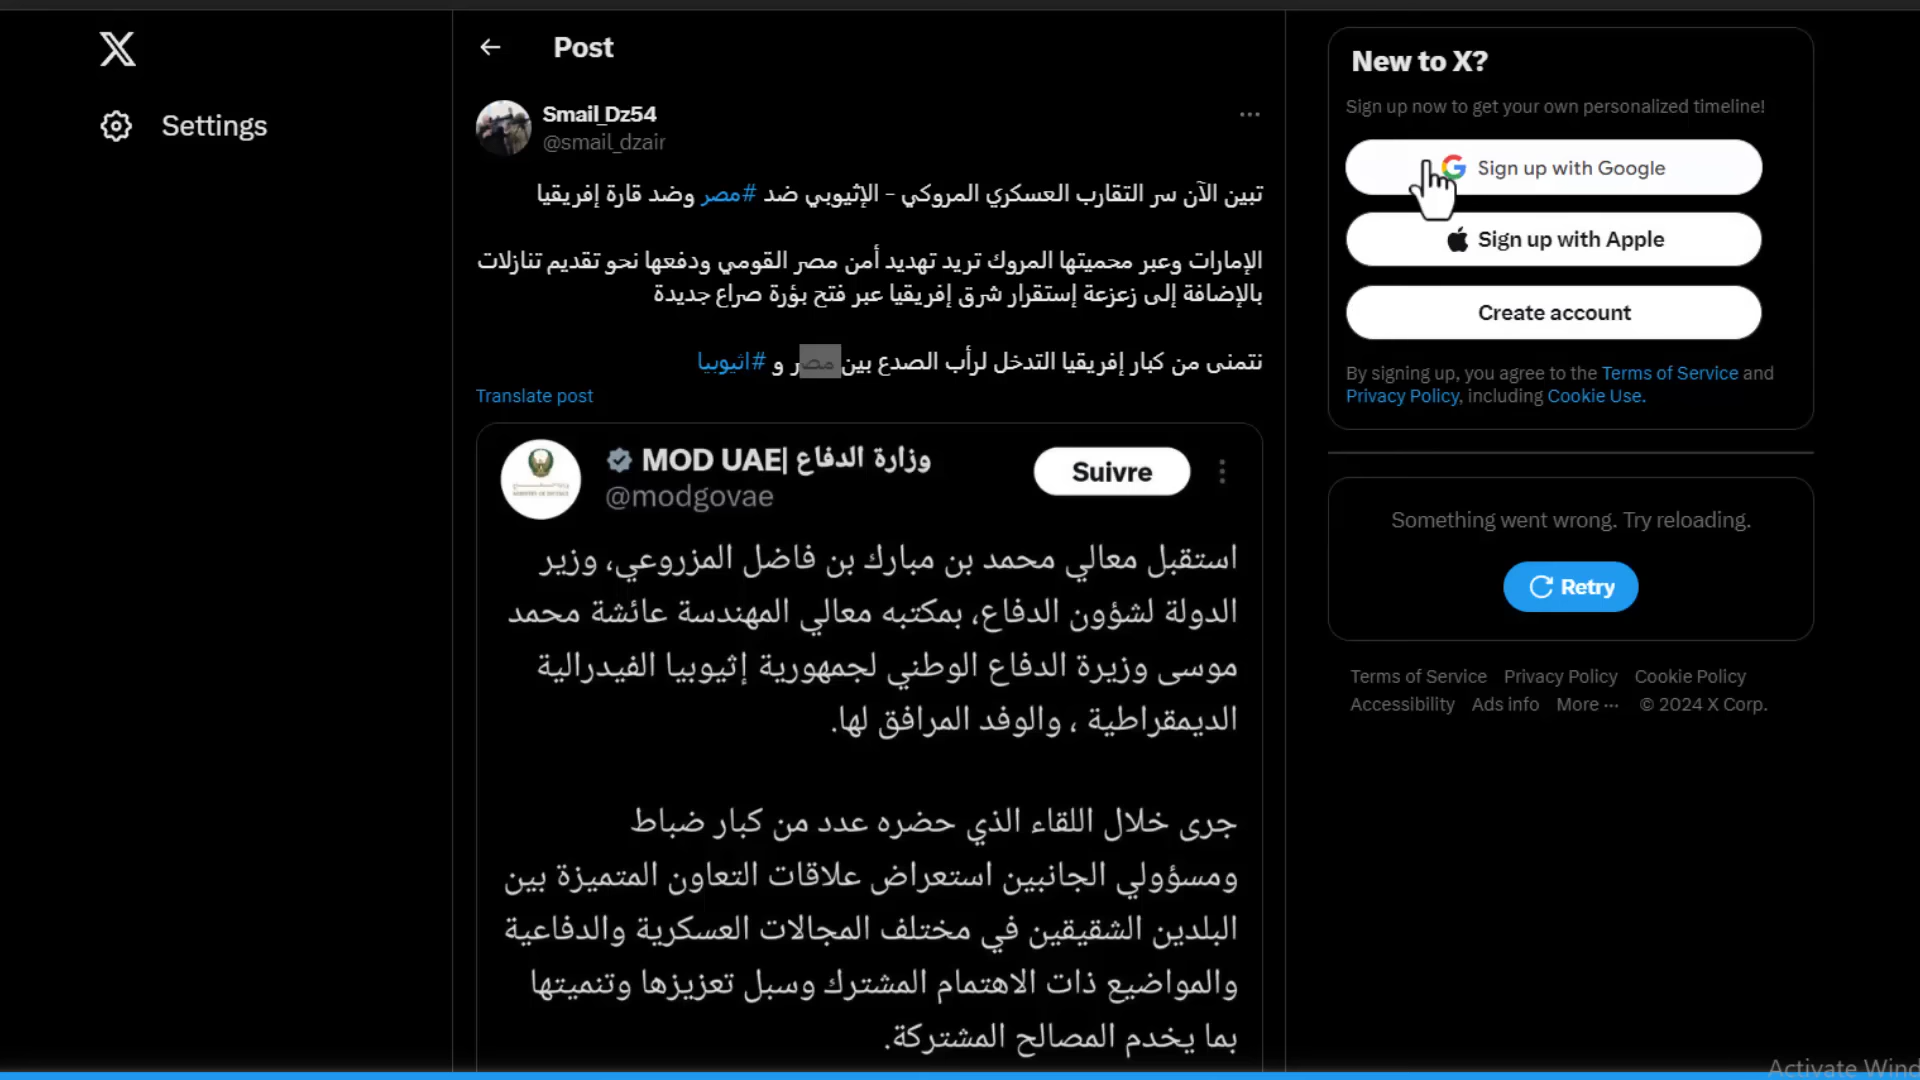 Settings
Post
Smail_Dz54
@smail_dzair
تبين الآن سر التقارب العسكري المروكي - الإثيوبي ضد #مصر وضد قارة إفريقيا
الإمارات وعبر محميتها المروك تريد تهديد أمن مصر القومي ودفعها نحو تقديم تنازلات
بالإضافة إلى زعزعة إستقرار شرق إفريقيا عبر فتح بؤرة صراع جديدة
نتمنى من كبار إفريقيا التدخل لرأب الصدع بين مصر و #اثيوبيا
Translate post
MOD UAE| وزارة الدفاع
@modgovae
Suivre
استقبل معالي محمد بن مبارك بن فاضل المزروعي، وزير
الدولة لشؤون الدفاع، بمكتبه معالي المهندسة عائشة محمد
موسى وزيرة الدفاع الوطني لجمهورية إثيوبيا الفيدرالية
الديمقراطية ، والوفد المرافق لها.
جرى خلال اللقاء الذي حضره عدد من كبار ضباط
ومسؤولي الجانبين استعراض علاقات التعاون المتميزة بين
البلدين الشقيقين في مختلف المجالات العسكرية والدفاعية
والمواضيع ذات الاهتمام المشترك وسبل تعزيزها وتنميتها
بما يخدم المصالح المشتركة.
New to X?
Sign up now to get your own personalized timeline!
Sign up with Google
Sign up with Apple
Create account
By signing up, you agree to the Terms of Service and
Privacy Policy, including Cookie Use.
Something went wrong. Try reloading.
Retry
Terms of Service Privacy Policy Cookie Policy
Accessibility Ads info More ··· © 2024 X Corp.
Activate Wind